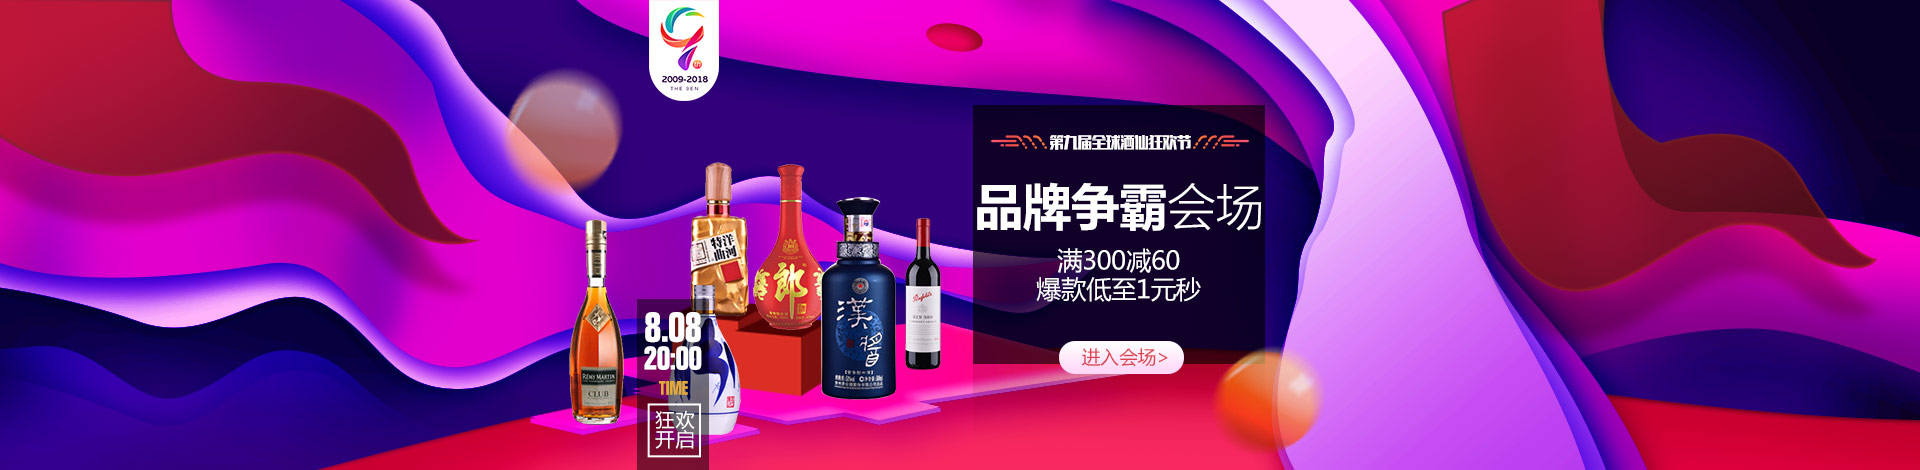 9th
2009-2018
THE 9EN
第九届全球酒仙狂欢节
品牌争霸会场
满300减60
爆款低至1元秒
进入会场>
8.08
20:00
TIME
狂欢
开启
洋河
特曲
郎
漢
醬
Penfolds
RÉMY MARTIN
CLUB